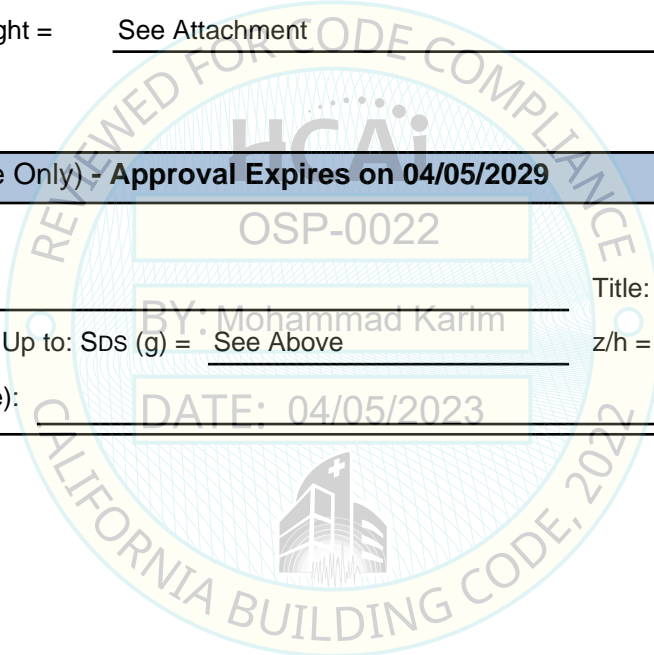 ght = See Attachment
REVIEWED FOR CODE COMPLIANCE
HCAi
e Only) - Approval Expires on 04/05/2029
OSP-0022
Title:
BY: Mohammad Karim
Up to: SDS (g) = See Above z/h =
e):
DATE: 04/05/2023
CALIFORNIA BUILDING CODE, 2022